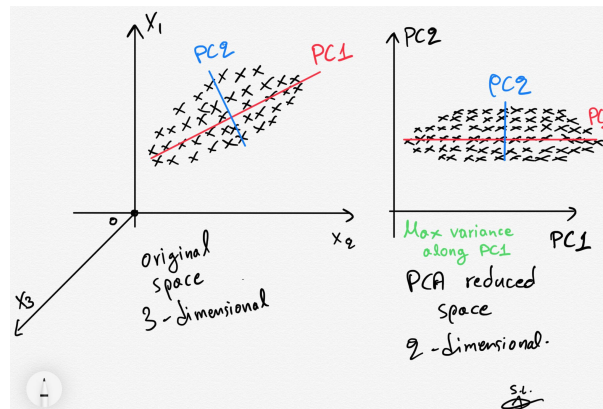 X₁
PC2
PC1
0
X₂
X₃
original
space
3-dimensional
PC2
PC2
PC
Max variance
along PC1
PC1
PCA reduced
space
2-dimensional.
S.L.